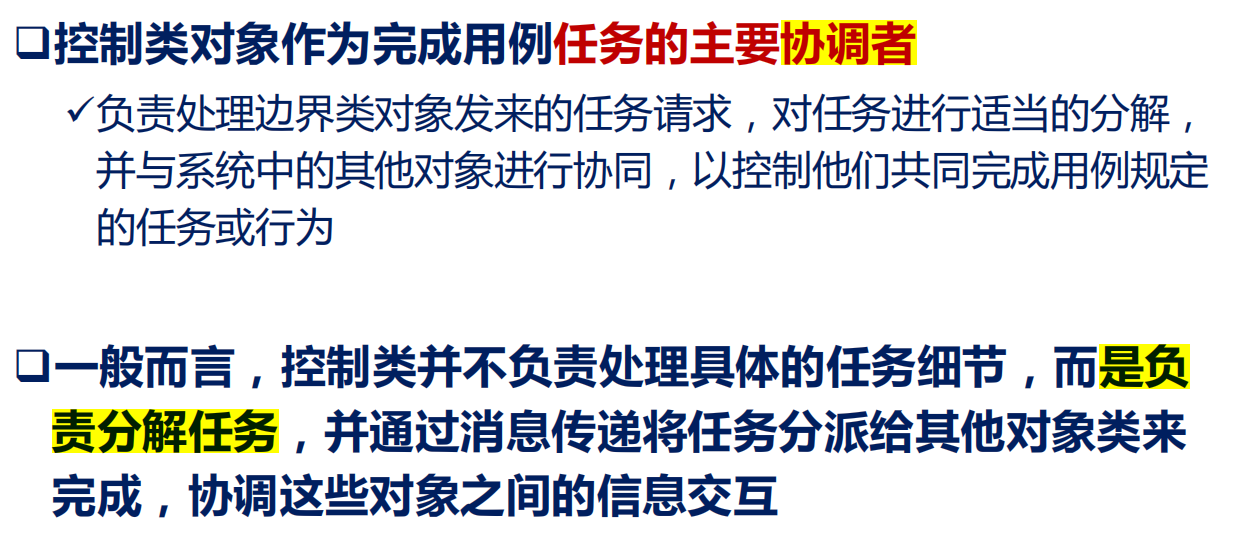 ❑控制类对象作为完成用例任务的主要协调者
✓负责处理边界类对象发来的任务请求，对任务进行适当的分解，
并与系统中的其他对象进行协同，以控制他们共同完成用例规定
的任务或行为
❑一般而言，控制类并不负责处理具体的任务细节，而是负
责分解任务，并通过消息传递将任务分派给其他对象类来
完成，协调这些对象之间的信息交互